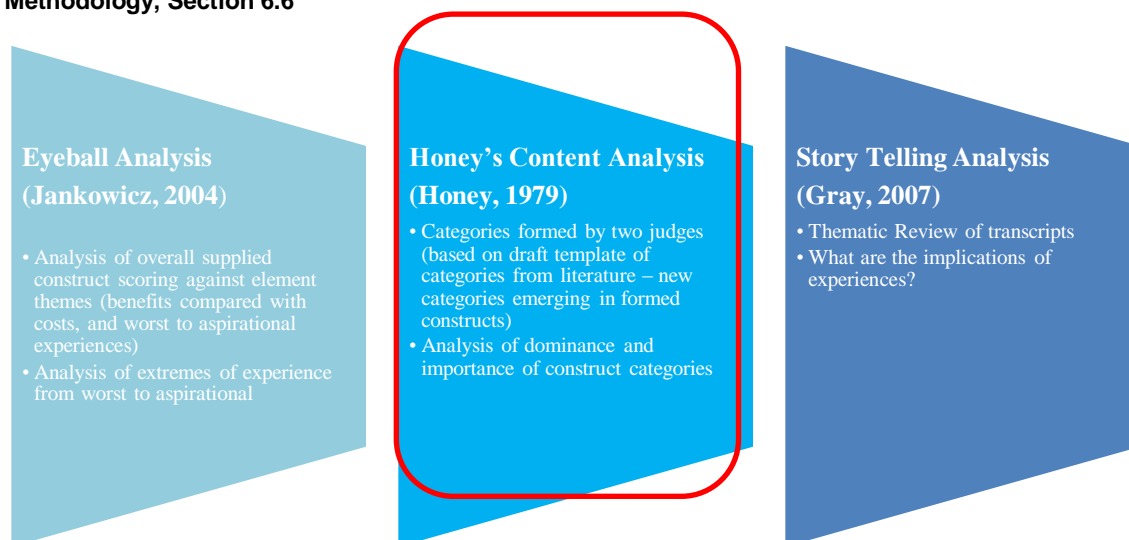 Methodology, Section 6.6
Eyeball Analysis
(Jankowicz, 2004)
• Analysis of overall supplied
construct scoring against element
themes (benefits compared with
costs, and worst to aspirational
experiences)
• Analysis of extremes of experience
from worst to aspirational
Honey’s Content Analysis
(Honey, 1979)
• Categories formed by two judges
(based on draft template of
categories from literature – new
categories emerging in formed
constructs)
• Analysis of dominance and
importance of construct categories
Story Telling Analysis
(Gray, 2007)
• Thematic Review of transcripts
• What are the implications of
experiences?